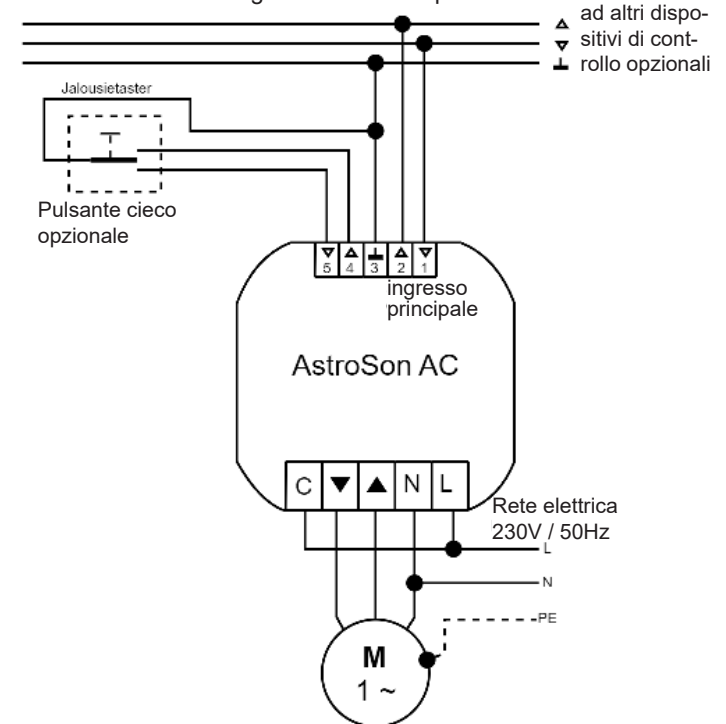 ad altri dispo-
sitivi di cont-
rollo opzionali
Jalousietaster
Pulsante cieco
opzionale
5 4 3 2 1
ingresso
principale
AstroSon AC
C N L
Rete elettrica
230V / 50Hz
L
N
PE
M
1 ~